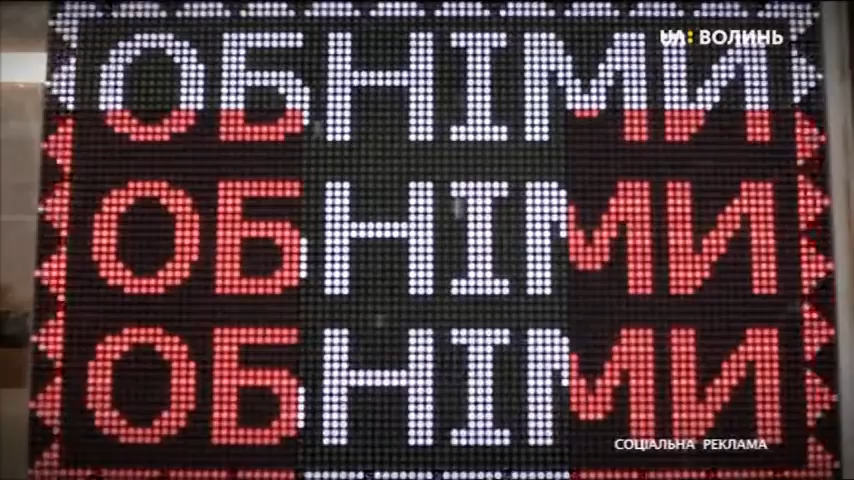 UA: ВОЛИНЬ
ОБНІМИ
ОБНІМИ
ОБНІМИ
СОЦІАЛЬНА РЕКЛАМА